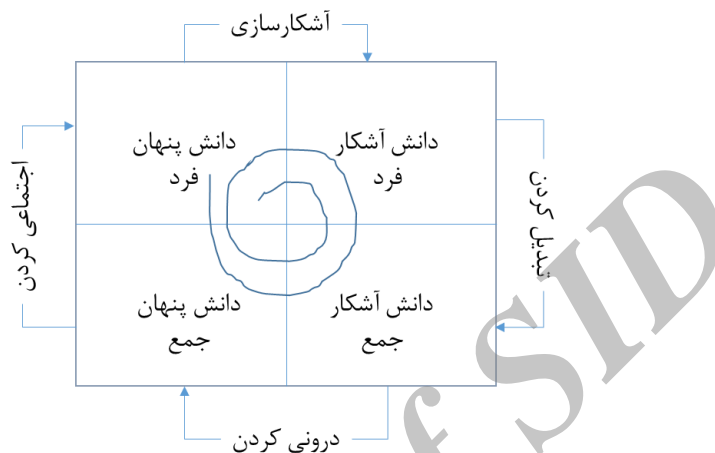 آشکارسازی
دانش آشکار
فرد
دانش پنهان
فرد
تبدیل کردن
اجتماعی کردن
دانش آشکار
جمع
دانش پنهان
جمع
درونی کردن
f SID